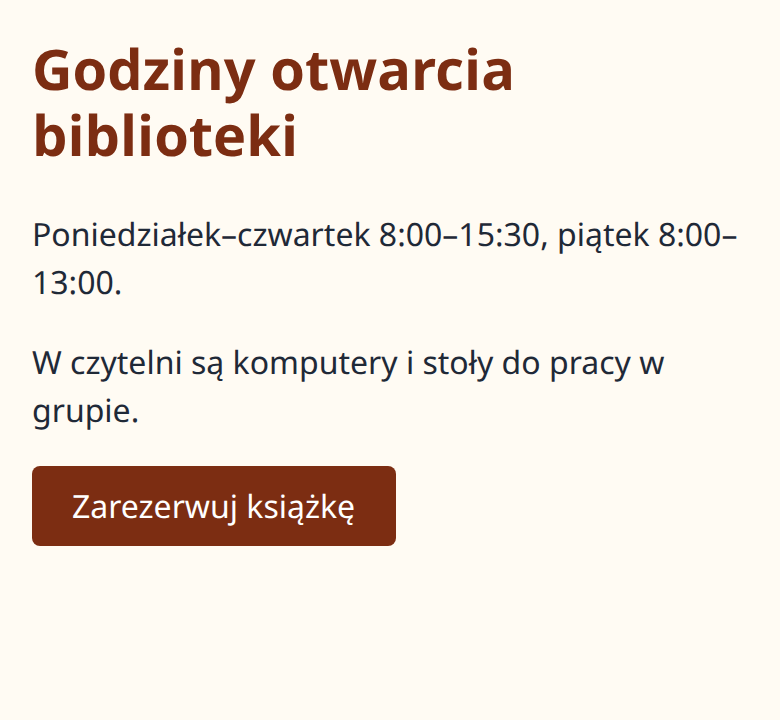 Godziny otwarcia
biblioteki
Poniedziałek–czwartek 8:00–15:30, piątek 8:00–
13:00.
W czytelni są komputery i stoły do pracy w
grupie.
Zarezerwuj książkę